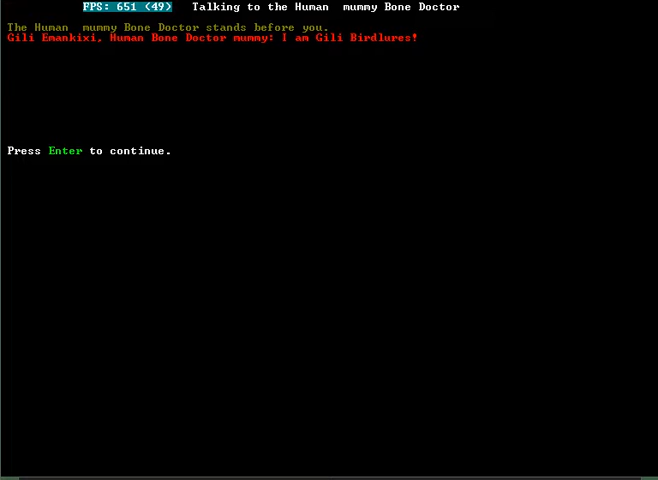 FPS: 651 (49) Talking to the Human mummy Bone Doctor
The Human mummy Bone Doctor stands before you.
Gili Emankixi, Human Bone Doctor mummy: I am Gili Birdlures!
Press Enter to continue.